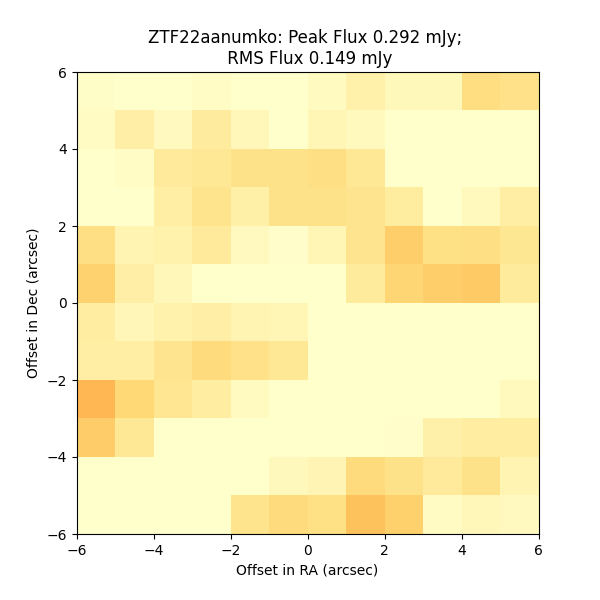 ZTF22aanumko: Peak Flux 0.292 mJy;
RMS Flux 0.149 mJy
6
4
2
0
−2
−4
−6
Offset in Dec (arcsec)
−6 −4 −2 0 2 4 6
Offset in RA (arcsec)